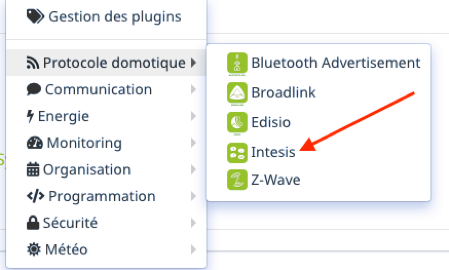 Gestion des plugins
Protocole domotique
Communication
Energie
Monitoring
Organisation
Programmation
Sécurité
Météo
Bluetooth Advertisement
Broadlink
Edisio
Intesis
Z-Wave